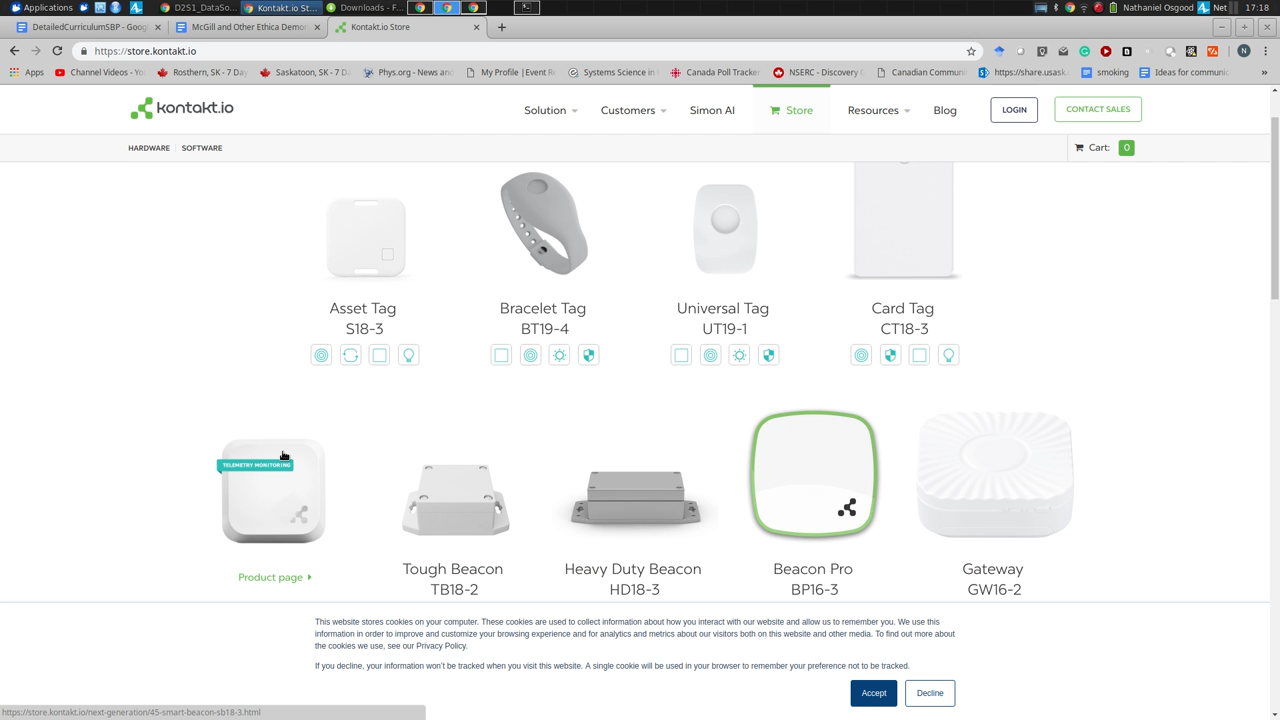 Applications
D2S1_DataSo...
Kontakt.io St...
Downloads - F...
Nathaniel Osgood
17:18
DetailedCurriculumSBP - Goog
McGill and Other Ethica Demen
Kontakt.io Store
https://store.kontakt.io
Apps
Channel Videos - Yo
Rosthern, SK - 7 Day
Saskatoon, SK - 7 D
Phys.org - News and
My Profile | Event R
Systems Science in
Canada Poll Tracker
NSERC - Discovery
Canadian Commun
https://share.usask.
smoking
Ideas for communic
»
kontakt.io
Solution
Customers
Simon AI
Store
Resources
Blog
LOGIN
CONTACT SALES
HARDWARE
SOFTWARE
Cart: 0
Asset Tag
S18-3
Bracelet Tag
BT19-4
Universal Tag
UT19-1
Card Tag
CT18-3
TELEMETRY MONITORING
Product page
Tough Beacon
TB18-2
Heavy Duty Beacon
HD18-3
Beacon Pro
BP16-3
Gateway
GW16-2
This website stores cookies on your computer. These cookies are used to collect information about how you interact with our website and allow us to remember you. We use this
information in order to improve and customize your browsing experience and for analytics and metrics about our visitors both on this website and other media. To find out more about
the cookies we use, see our Privacy Policy.
If you decline, your information won't be tracked when you visit this website. A single cookie will be used in your browser to remember your preference not to be tracked.
Accept
Decline
https://store.kontakt.io/next-generation/45-smart-beacon-sb18-3.html